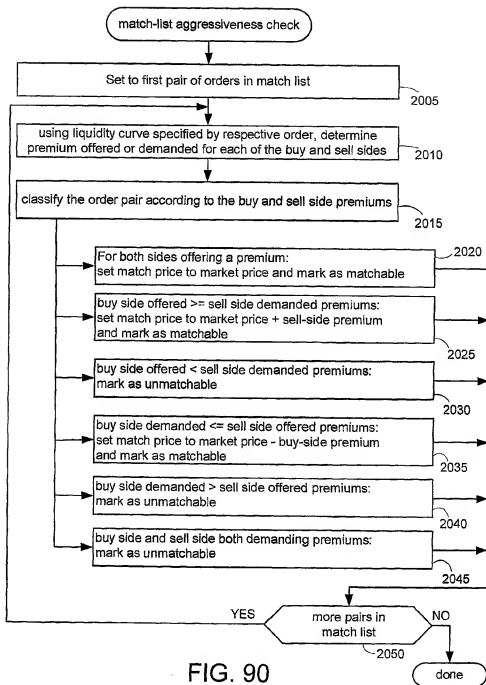 match-list aggressiveness check
Set to first pair of orders in match list
2005
using liquidity curve specified by respective order, determine
premium offered or demanded for each of the buy and sell sides
2010
classify the order pair according to the buy and sell side premiums
2015
2020
For both sides offering a premium:
set match price to market price and mark as matchable
buy side offered >= sell side demanded premiums:
set match price to market price + sell-side premium
and mark as matchable
2025
buy side offered < sell side demanded premiums:
mark as unmatchable
2030
buy side demanded <= sell side offered premiums:
set match price to market price - buy-side premium
and mark as matchable
2035
buy side demanded > sell side offered premiums:
mark as unmatchable
2040
buy side and sell side both demanding premiums:
mark as unmatchable
2045
YES
more pairs in
match list
NO
2050
done
FIG. 90